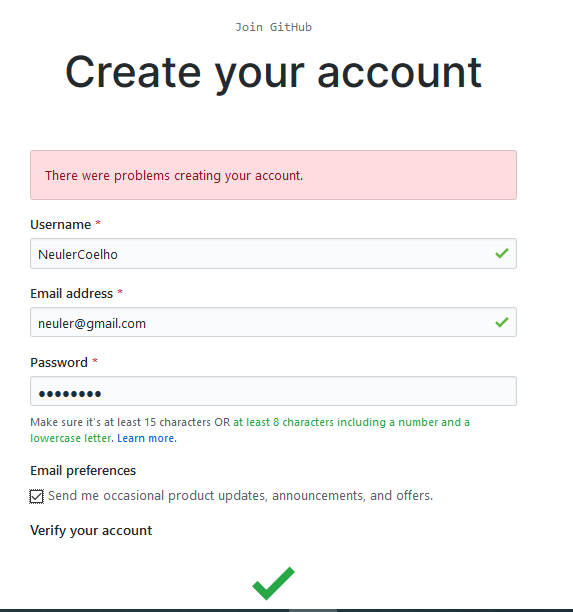 Join GitHub
Create your account
There were problems creating your account.
Username *
NeulerCoelho
Email address *
neuler@gmail.com
Password *
••••••••
Make sure it's at least 15 characters OR at least 8 characters including a number and a
lowercase letter. Learn more.
Email preferences
Send me occasional product updates, announcements, and offers.
Verify your account